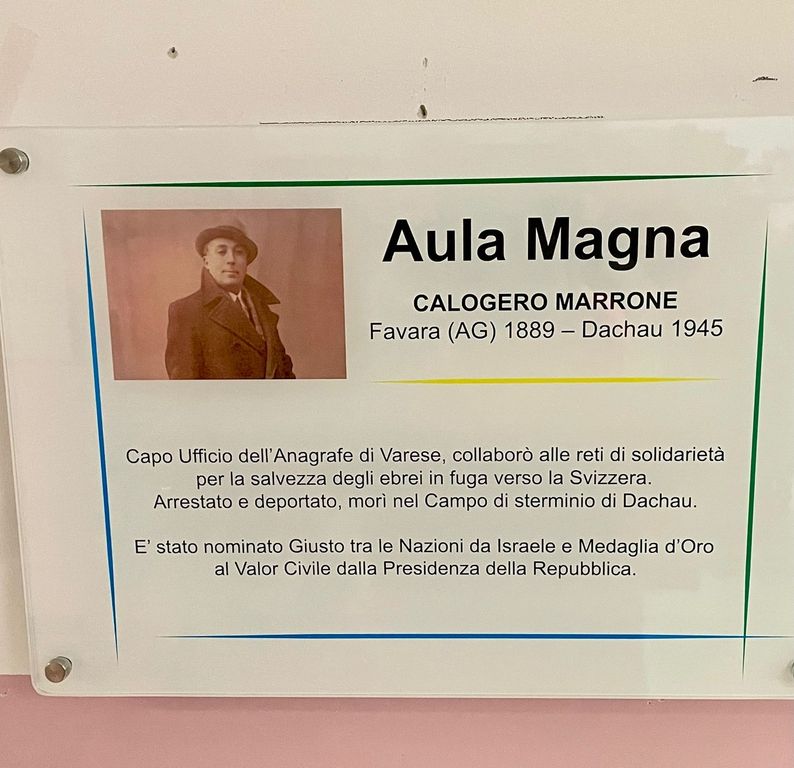 Aula Magna
CALOGERO MARRONE
Favara (AG) 1889 – Dachau 1945
Capo Ufficio dell'Anagrafe di Varese, collaborò alle reti di solidarietà
per la salvezza degli ebrei in fuga verso la Svizzera.
Arrestato e deportato, morì nel Campo di sterminio di Dachau.
E' stato nominato Giusto tra le Nazioni da Israele e Medaglia d'Oro
al Valor Civile dalla Presidenza della Repubblica.